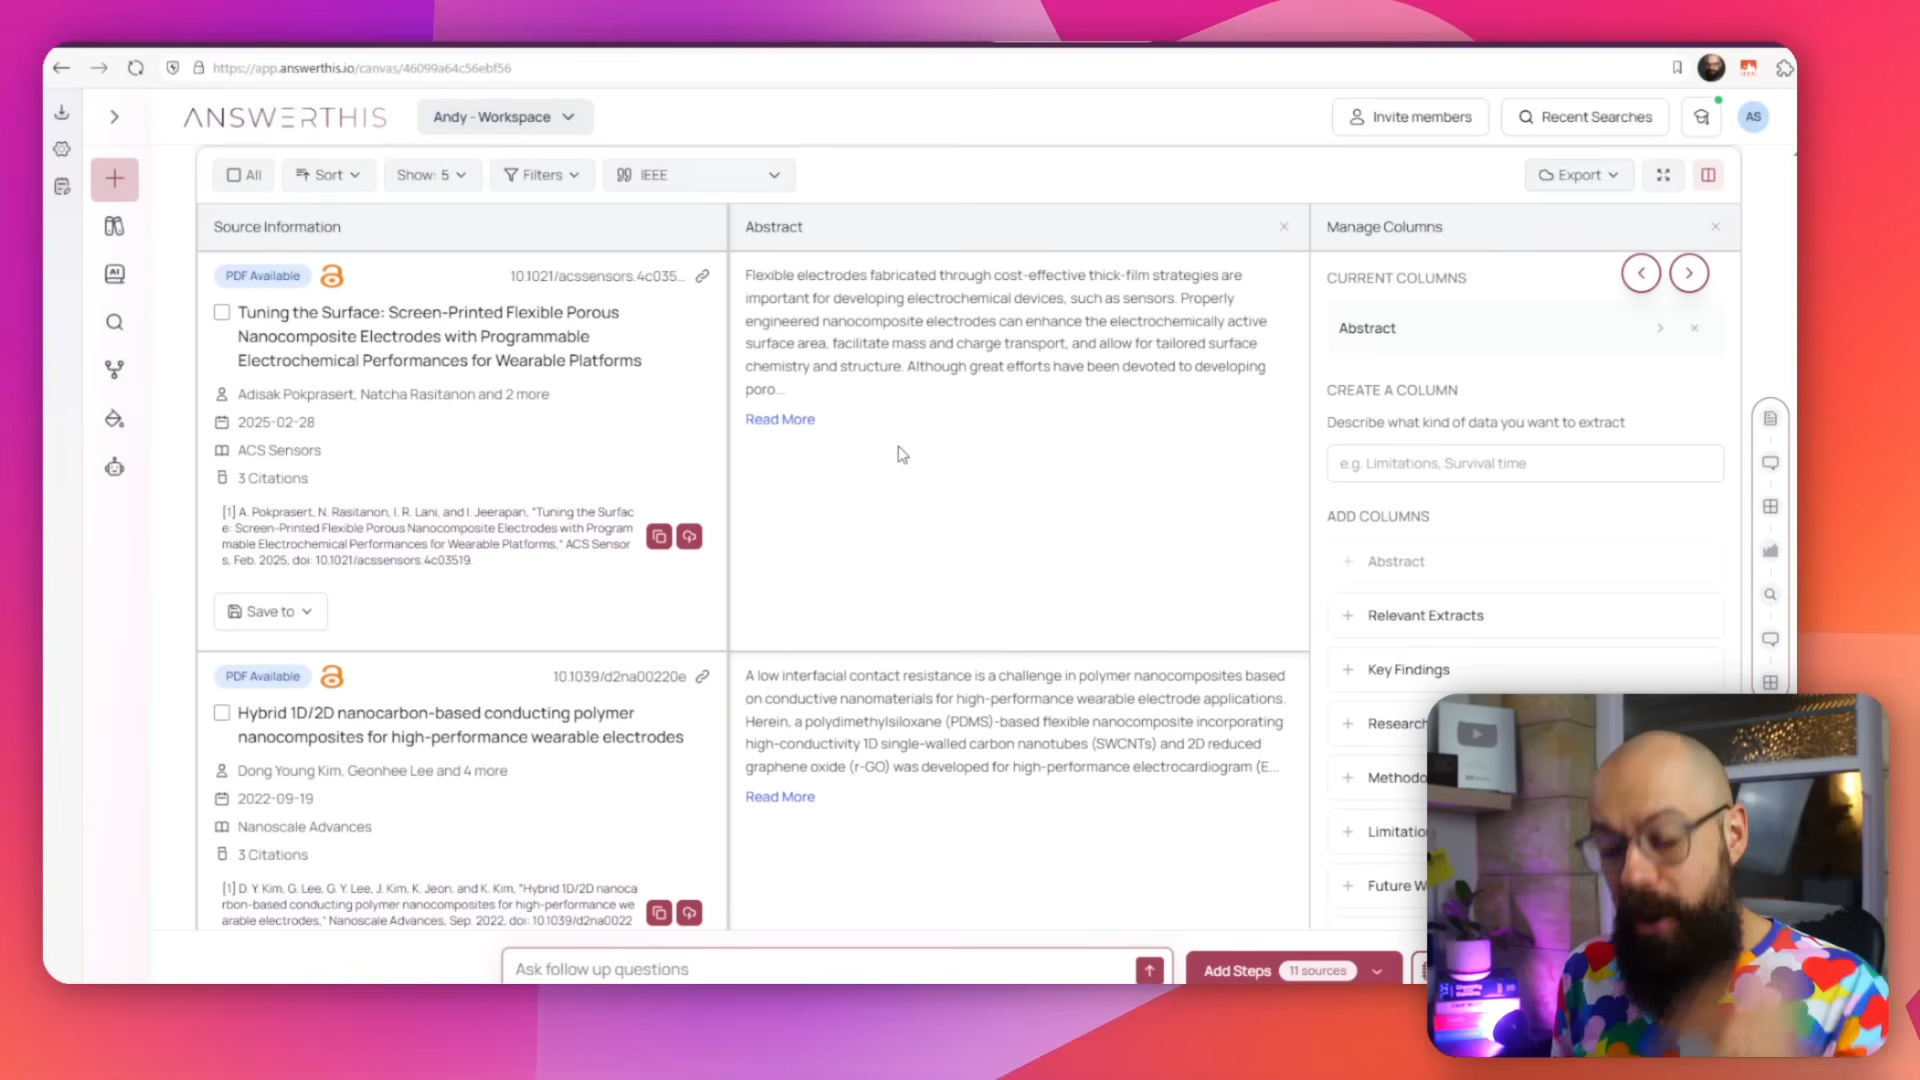 https://app.answerthis.io/canvas/46099a64c56ebf56
ANSWERTHIS
Andy - Workspace
Invite members
Recent Searches
AS
All
Sort
Show: 5
Filters
IEEE
Export
Source Information
Abstract
Manage Columns
PDF Available
10.1021/acssensors.4c035...
Tuning the Surface: Screen-Printed Flexible Porous
Nanocomposite Electrodes with Programmable
Electrochemical Performances for Wearable Platforms
Adisak Pokprasert, Natcha Rasitanon and 2 more
2025-02-28
ACS Sensors
3 Citations
[1] A. Pokprasert, N. Rasitanon, I. R. Lani, and I. Jeerapan, "Tuning the Surfac
e: Screen-Printed Flexible Porous Nanocomposite Electrodes with Program
mable Electrochemical Performances for Wearable Platforms," ACS Sensor
s, Feb. 2025, doi: 10.1021/acssensors.4c03519.
Save to
Flexible electrodes fabricated through cost-effective thick-film strategies are
important for developing electrochemical devices, such as sensors. Properly
engineered nanocomposite electrodes can enhance the electrochemically active
surface area, facilitate mass and charge transport, and allow for tailored surface
chemistry and structure. Although great efforts have been devoted to developing
poro...
Read More
PDF Available
10.1039/d2na00220e
Hybrid 1D/2D nanocarbon-based conducting polymer
nanocomposites for high-performance wearable electrodes
Dong Young Kim, Geonhee Lee and 4 more
2022-09-19
Nanoscale Advances
3 Citations
[1] D. Y. Kim, G. Lee, G. Y. Lee, J. Kim, K. Jeon, and K. Kim, "Hybrid 1D/2D nanoca
rbon-based conducting polymer nanocomposites for high-performance we
arable electrodes," Nanoscale Advances, Sep. 2022, doi: 10.1039/d2na0022
A low interfacial contact resistance is a challenge in polymer nanocomposites based
on conductive nanomaterials for high-performance wearable electrode applications.
Herein, a polydimethylsiloxane (PDMS)-based flexible nanocomposite incorporating
high-conductivity 1D single-walled carbon nanotubes (SWCNTs) and 2D reduced
graphene oxide (r-GO) was developed for high-performance electrocardiogram (E...
Read More
CURRENT COLUMNS
Abstract
CREATE A COLUMN
Describe what kind of data you want to extract
e.g. Limitations, Survival time
ADD COLUMNS
Abstract
Relevant Extracts
Key Findings
Research
Methodo
Limitatio
Future W
Ask follow up questions
Add Steps
11 sources